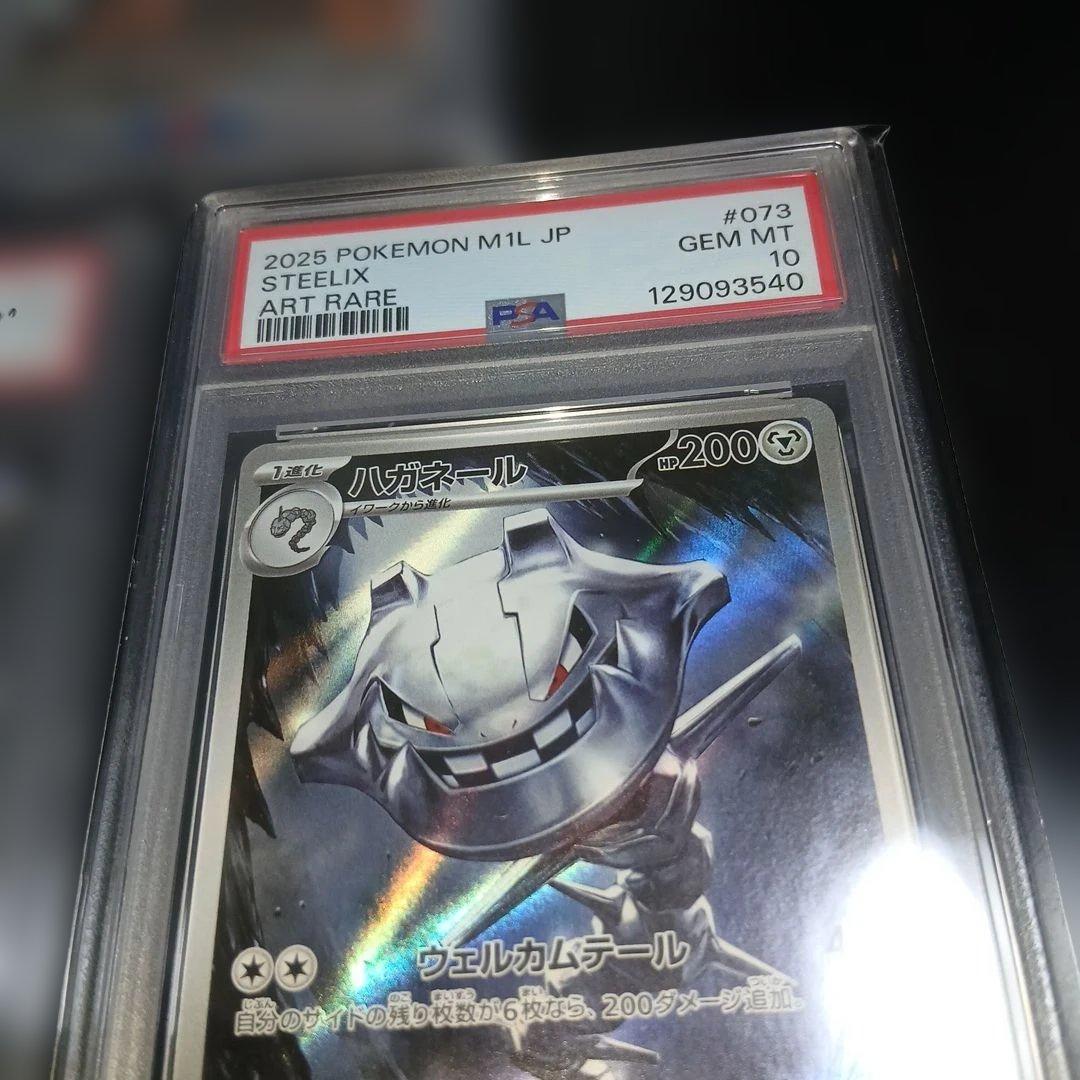 2025 POKEMON M1L JP #073
STEELIX GEM MT
ART RARE 10
129093540
PSA
1進化 ハガネール HP200
イワークから進化
ウェルカムテール
自分のサイドの残り枚数が6枚なら、200ダメージ追加。